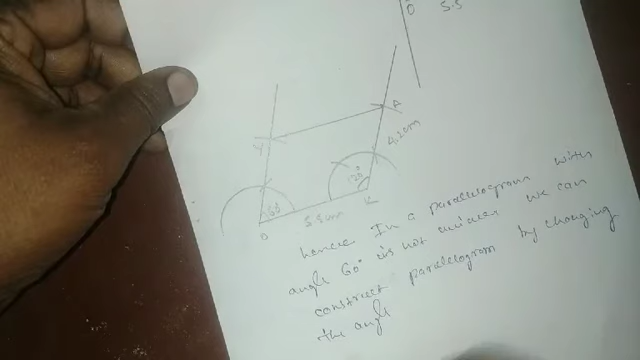 5.5
Y
A
4.2cm
60°
120°
5.5cm
O
K
hence In a parallelogram with
angle 60° is not we can
construct parallelogram by changing
the angle